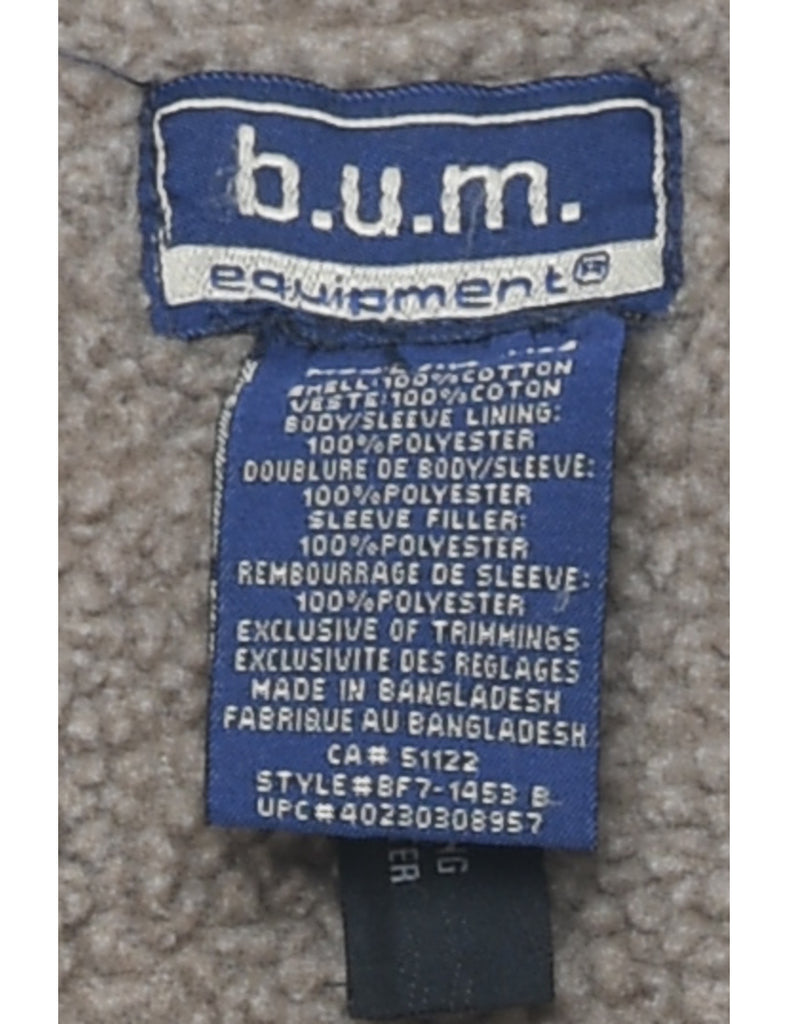 b.u.m.
equipment®
SHELL:100%COTTON
VESTE:100%COTON
BODY/SLEEVE LINING:
100%POLYESTER
DOUBLURE DE BODY/SLEEVE:
100%POLYESTER
SLEEVE FILLER:
100%POLYESTER
REMBOURRAGE DE SLEEVE:
100%POLYESTER
EXCLUSIVE OF TRIMMINGS
EXCLUSIVITE DES REGLAGES
MADE IN BANGLADESH
FABRIQUE AU BANGLADESH
CA# 51122
STYLE#BF7-1453 B
UPC#40230308957